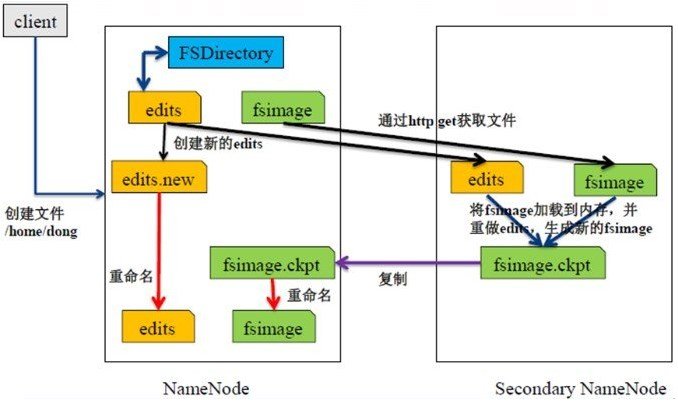 client
FSDirectory
edits
fsimage
通过http get获取文件
创建新的edits
edits.new
edits
fsimage
创建文件
/home/dong
将fsimage加载到内存，并
重做edits，生成新的fsimage
重命名
fsimage.ckpt
复制
fsimage.ckpt
重命名
edits
fsimage
NameNode
Secondary NameNode